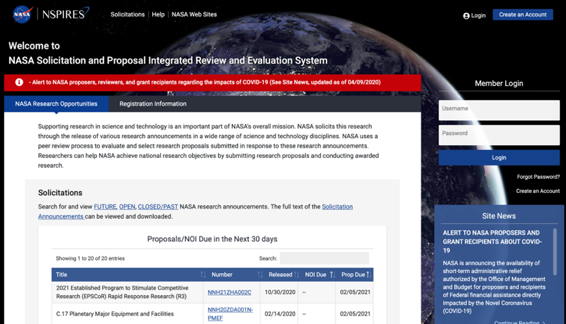 NASA NSPIRES
Solicitations | Help | NASA Web Sites
Login
Create an Account
Welcome to
NASA Solicitation and Proposal Integrated Review and Evaluation System
- Alert to NASA proposers, reviewers, and grant recipients regarding the impacts of COVID-19 (See Site News, updated as of 04/09/2020)
NASA Research Opportunities
Registration Information
Supporting research in science and technology is an important part of NASA's overall mission. NASA solicits this research
through the release of various research announcements in a wide range of science and technology disciplines. NASA uses a
peer review process to evaluate and select research proposals submitted in response to these research announcements.
Researchers can help NASA achieve national research objectives by submitting research proposals and conducting awarded
research.
Solicitations
Search for and view FUTURE, OPEN, CLOSED/PAST NASA research announcements. The full text of the Solicitation
Announcements can be viewed and downloaded.
Proposals/NOI Due in the Next 30 days
Showing 1 to 20 of 20 entries
Search:
Title Number Released NOI Due Prop Due
2021 Established Program to Stimulate Competitive
Research (EPSCoR) Rapid Response Research (R3)
NNH21ZHA002C 10/30/2020 -- 02/05/2021
C.17 Planetary Major Equipment and Facilities
NNH20ZDA001N-
PMEF
02/14/2020 -- 02/05/2021
Member Login
Username
Password
Login
Forgot Password?
Create an Account
Site News
ALERT TO NASA PROPOSERS AND
GRANT RECIPIENTS ABOUT COVID-
19
NASA is announcing the availability of
short-term administrative relief
authorized by the Office of Management
and Budget for proposers and recipients
of Federal financial assistance directly
impacted by the Novel Coronavirus
(COVID-19)
Continue Reading